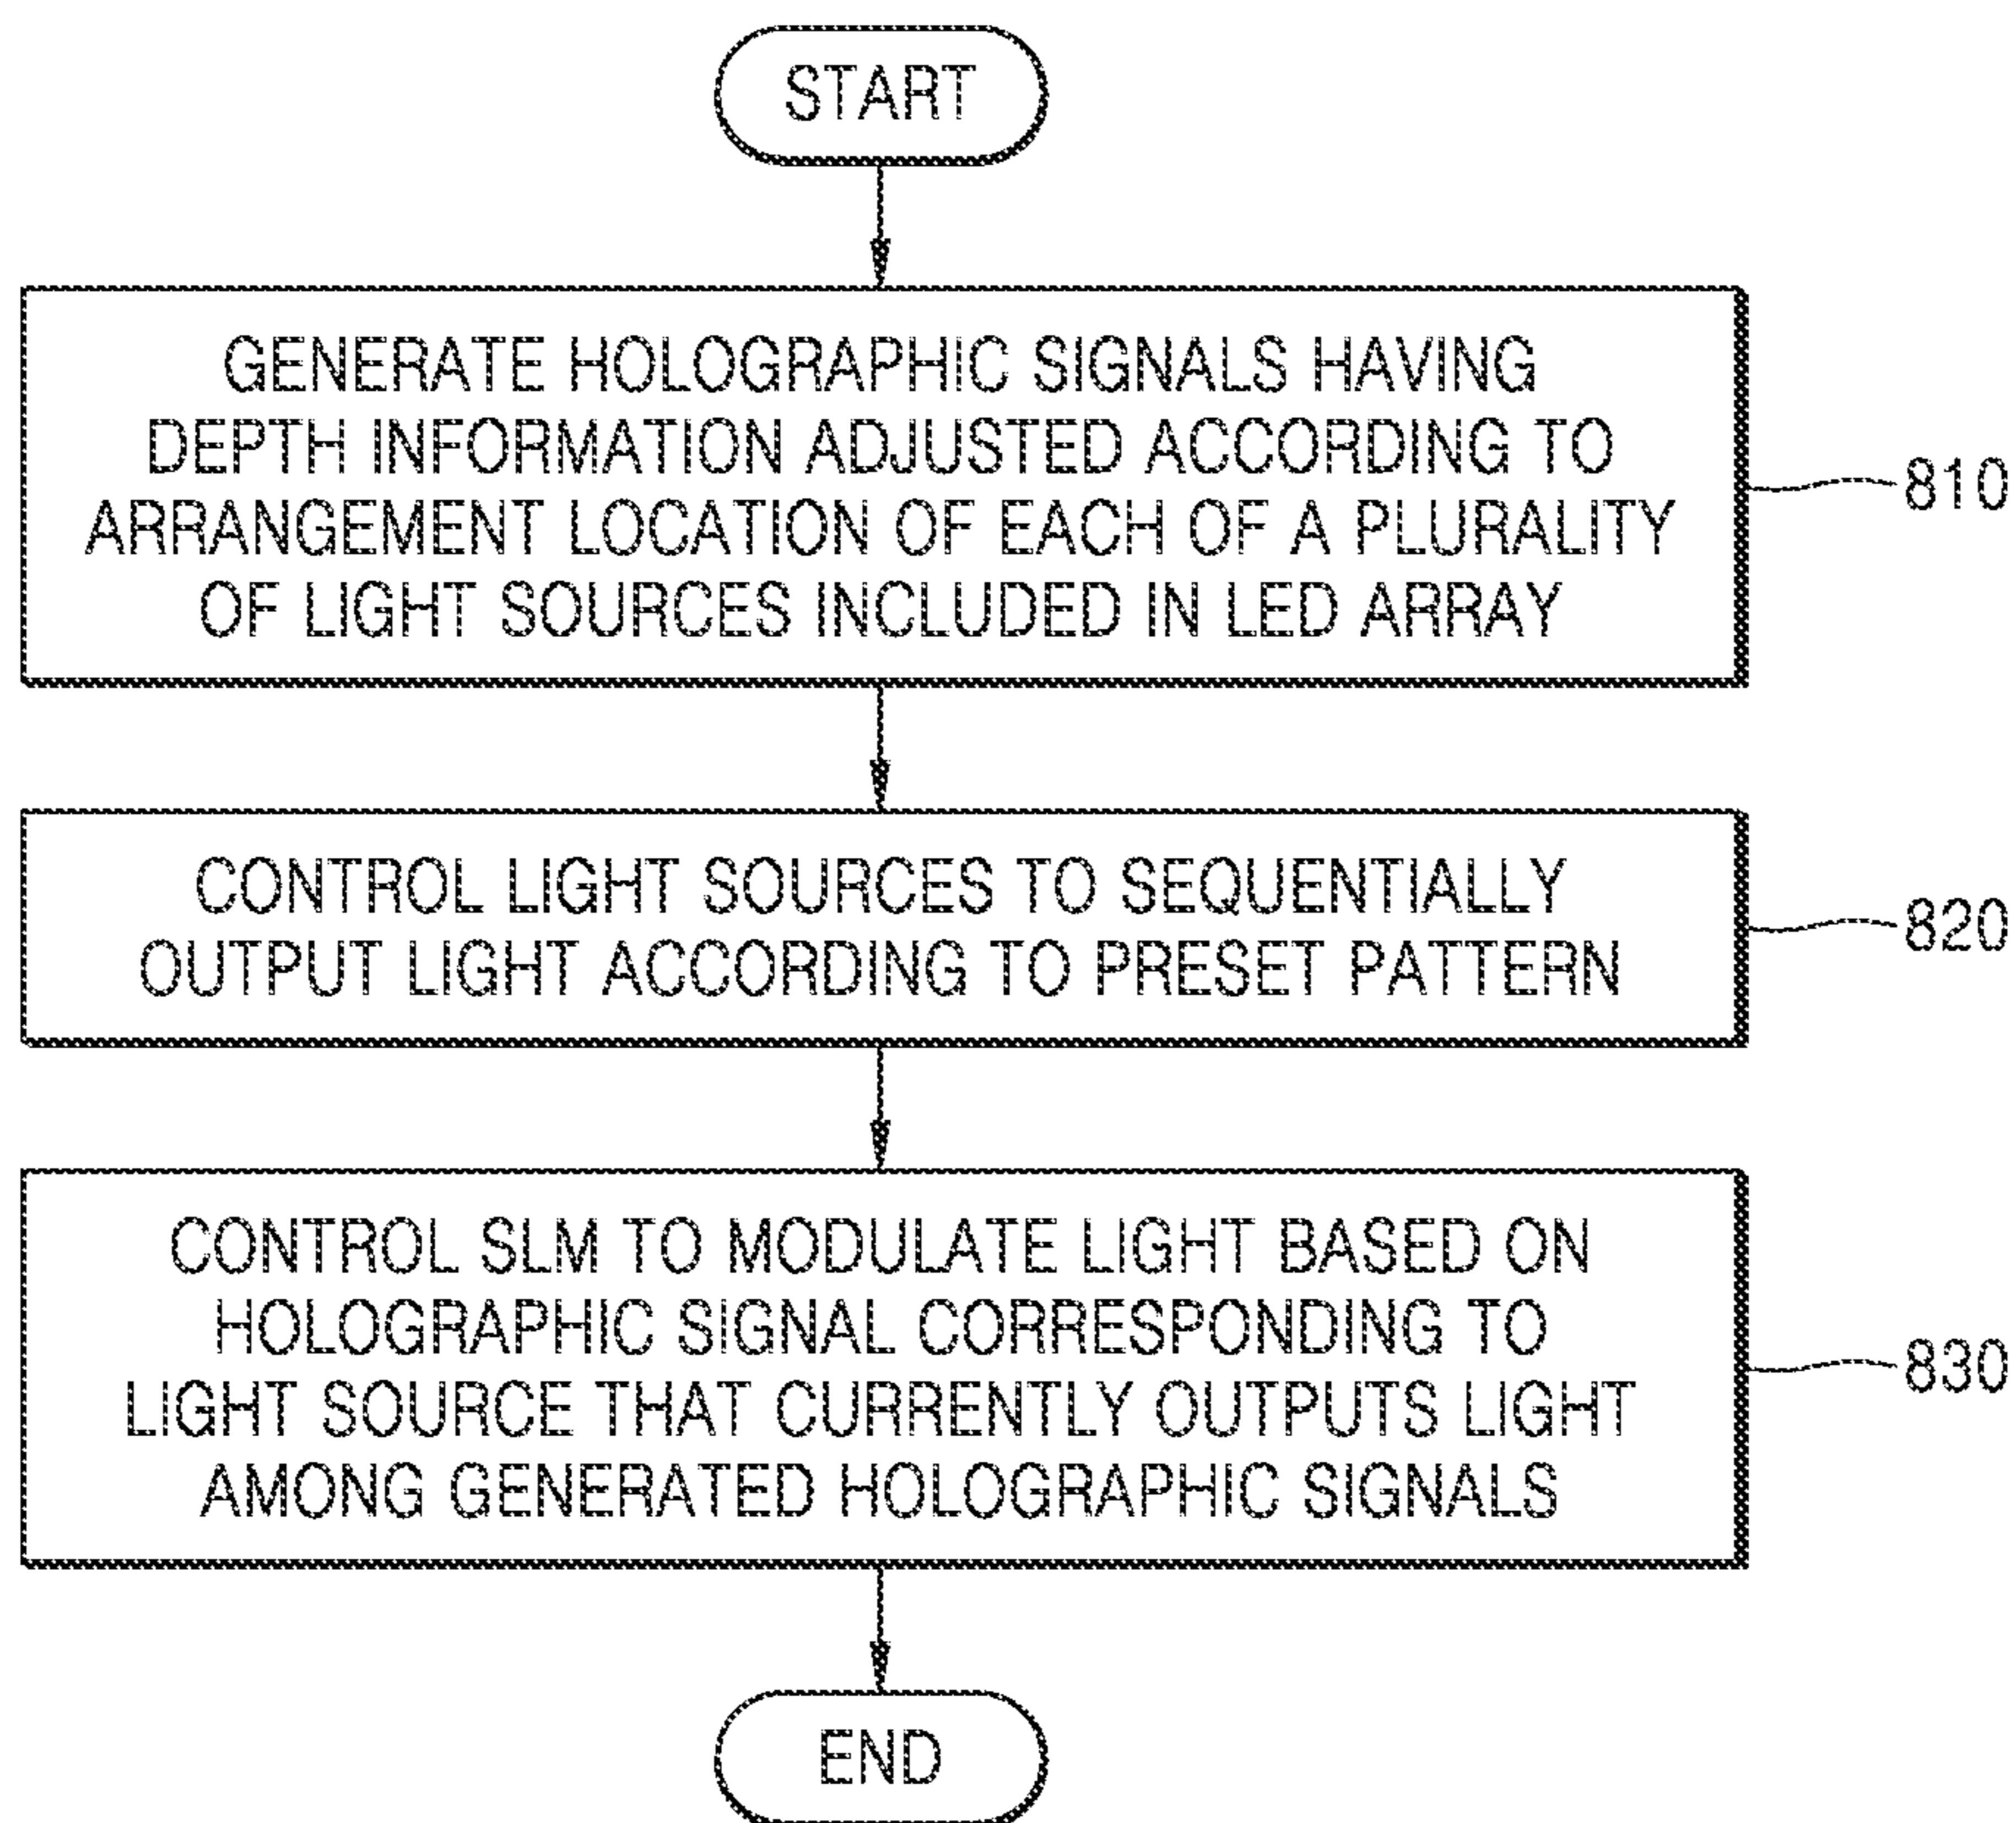 START
GENERATE HOLOGRAPHIC SIGNALS HAVING
DEPTH INFORMATION ADJUSTED ACCORDING TO
ARRANGEMENT LOCATION OF EACH OF A PLURALITY
OF LIGHT SOURCES INCLUDED IN LED ARRAY
810
CONTROL LIGHT SOURCES TO SEQUENTIALLY
OUTPUT LIGHT ACCORDING TO PRESET PATTERN
820
CONTROL SLM TO MODULATE LIGHT BASED ON
HOLOGRAPHIC SIGNAL CORRESPONDING TO
LIGHT SOURCE THAT CURRENTLY OUTPUTS LIGHT
AMONG GENERATED HOLOGRAPHIC SIGNALS
830
END